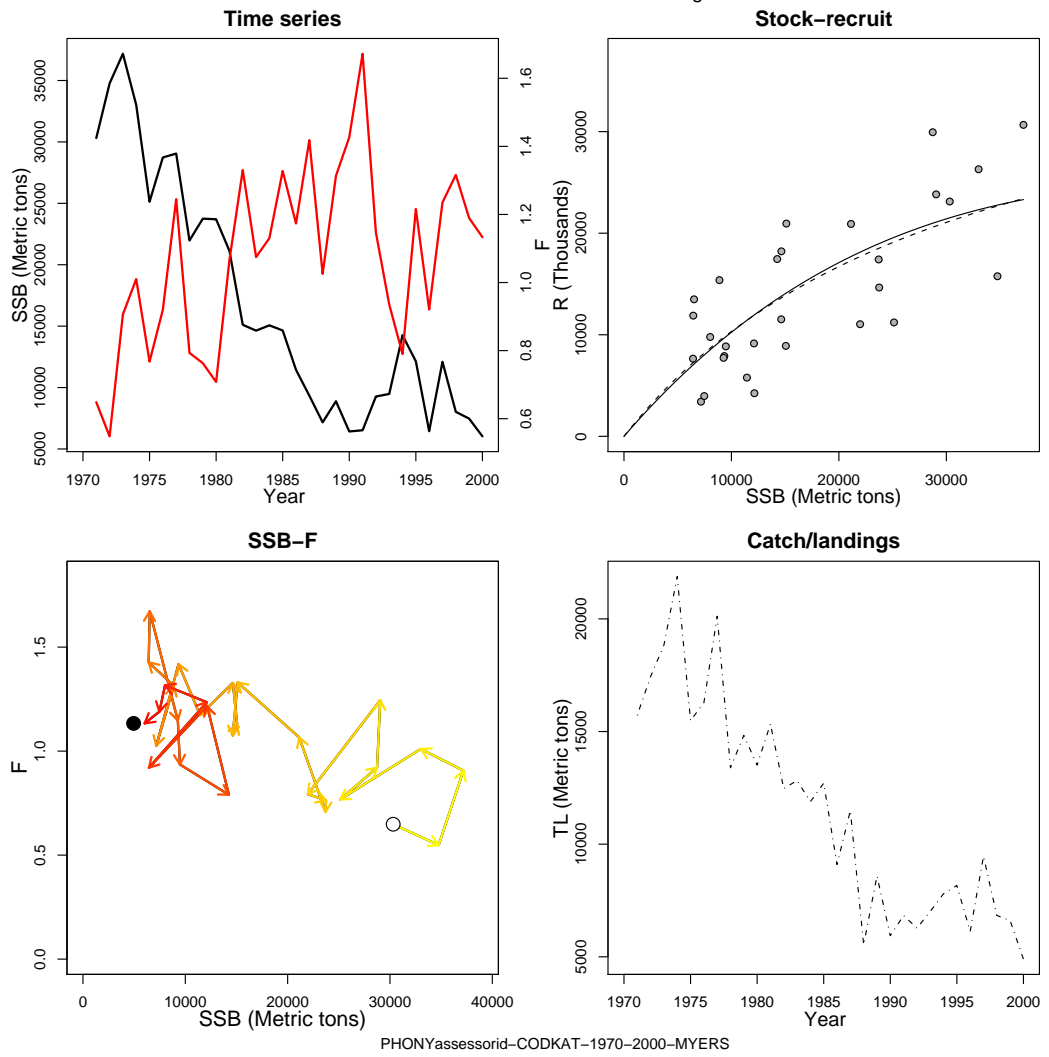 Time series
Stock−recruit
SSB (Metric tons)
5000 10000 15000 20000 25000 30000 35000
0.6 0.8 1.0 1.2 1.4 1.6
F
1970 1975 1980 1985 1990 1995 2000
Year
R (Thousands)
0 10000 20000 30000
0 10000 20000 30000
SSB (Metric tons)
SSB−F
Catch/landings
F
0.0 0.5 1.0 1.5
0 10000 20000 30000 40000
SSB (Metric tons)
TL (Metric tons)
5000 10000 15000 20000
1970 1975 1980 1985 1990 1995 2000
Year
PHONYassessorid−CODKAT−1970−2000−MYERS